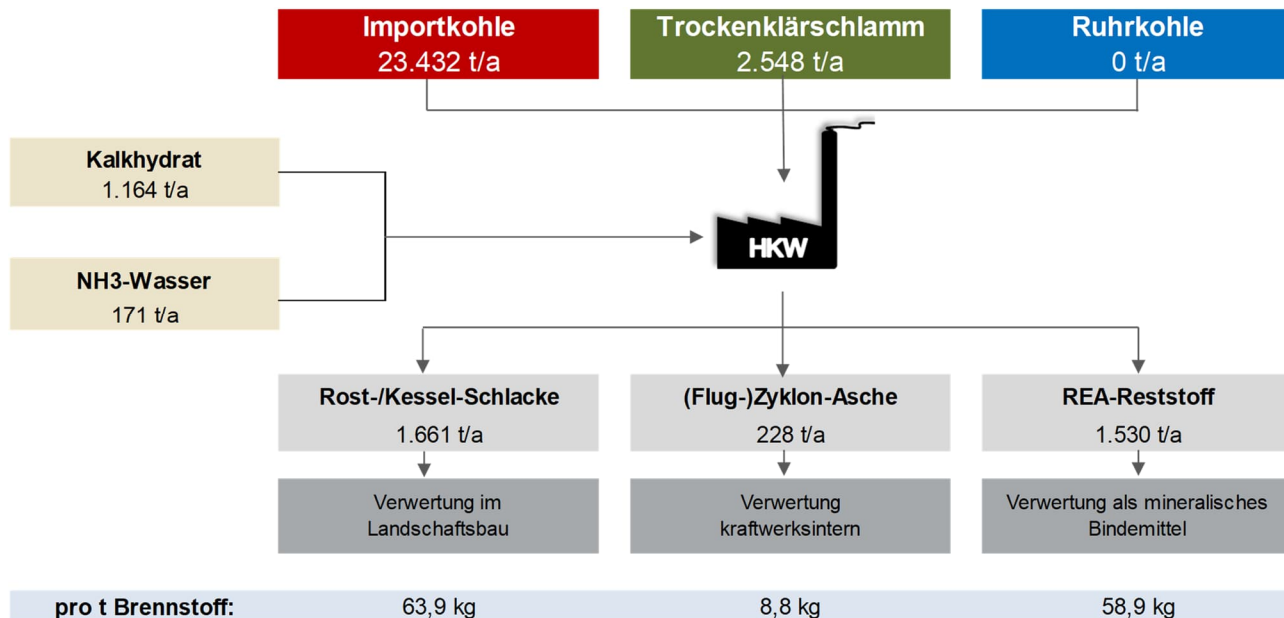 Importkohle
23.432 t/a
Trockenklärschlamm
2.548 t/a
Ruhrkohle
0 t/a
Kalkhydrat
1.164 t/a
NH3-Wasser
171 t/a
HKW
Rost-/Kessel-Schlacke
1.661 t/a
(Flug-)Zyklon-Asche
228 t/a
REA-Reststoff
1.530 t/a
Verwertung im
Landschaftsbau
Verwertung
kraftwerksintern
Verwertung als mineralisches
Bindemittel
pro t Brennstoff: 63,9 kg 8,8 kg 58,9 kg